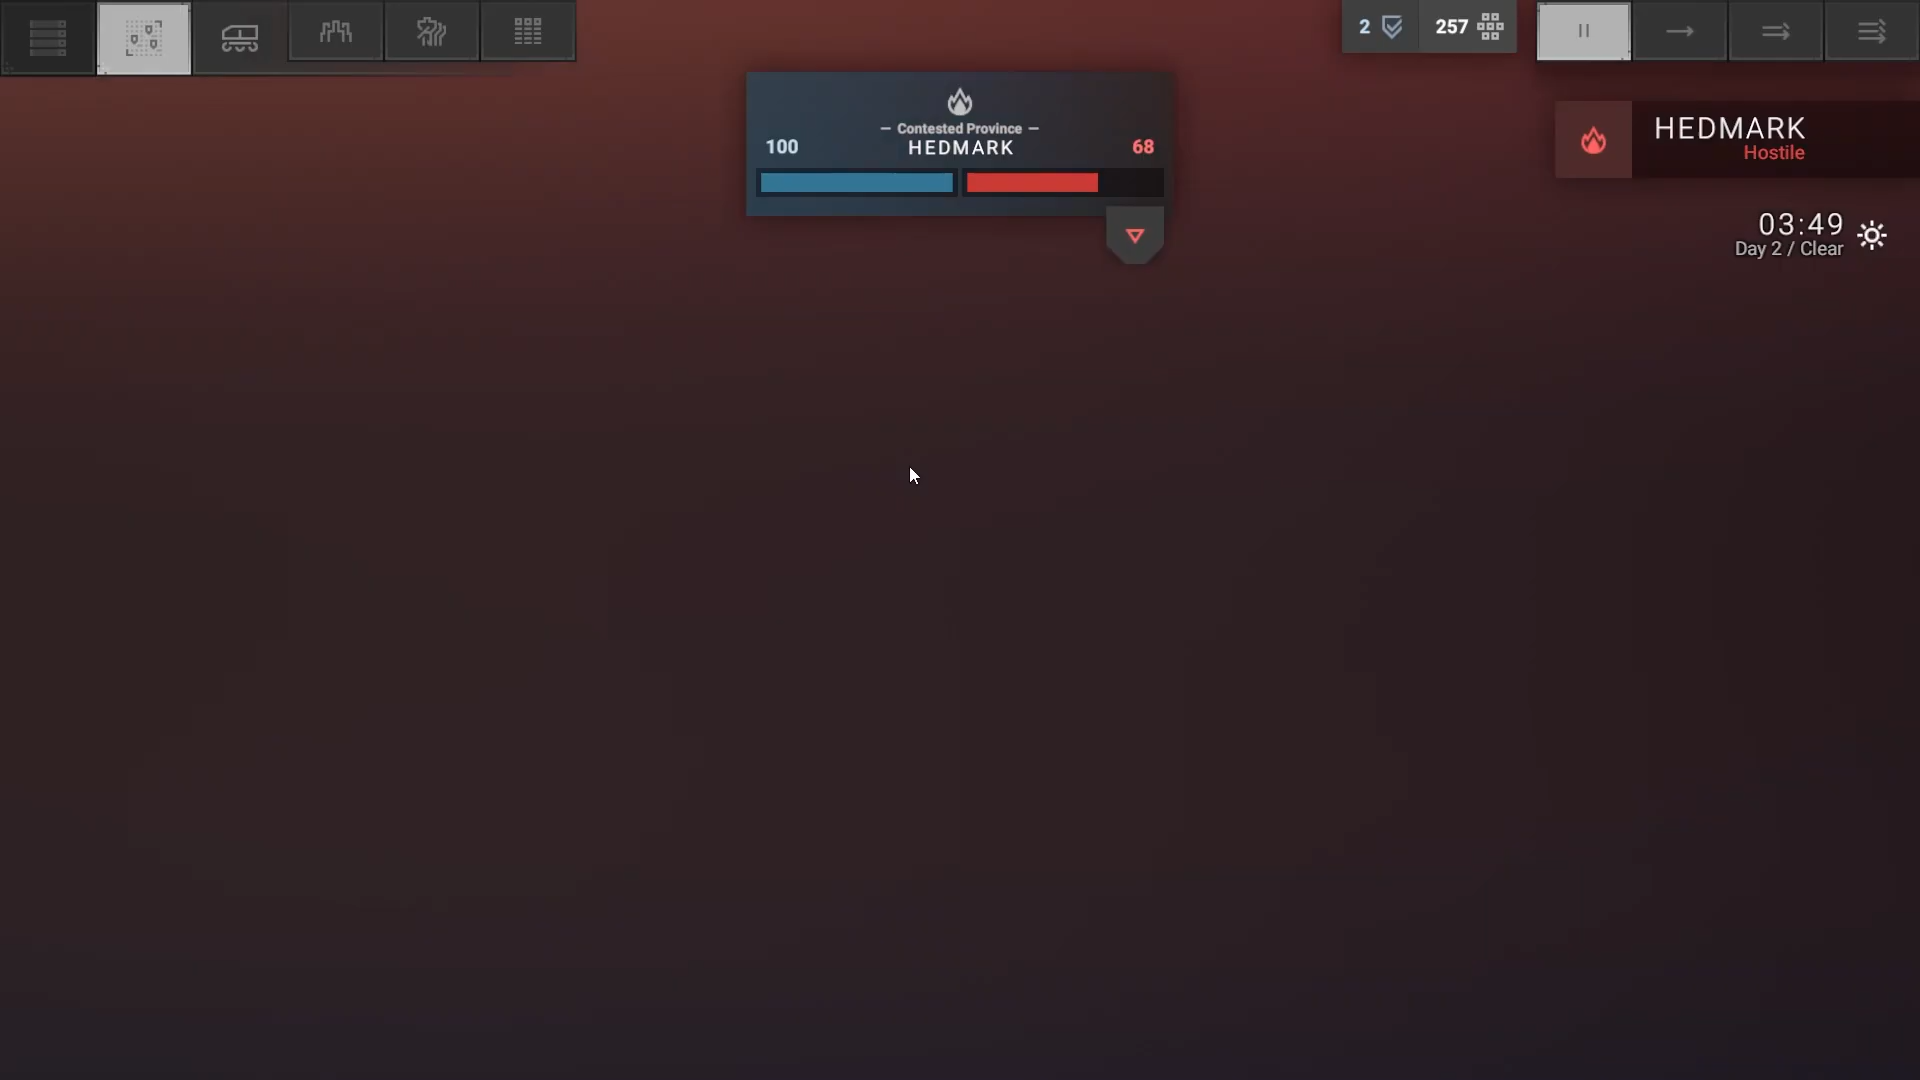 2
257
Contested Province
100 HEDMARK 68
HEDMARK
Hostile
03:49
Day 2 / Clear